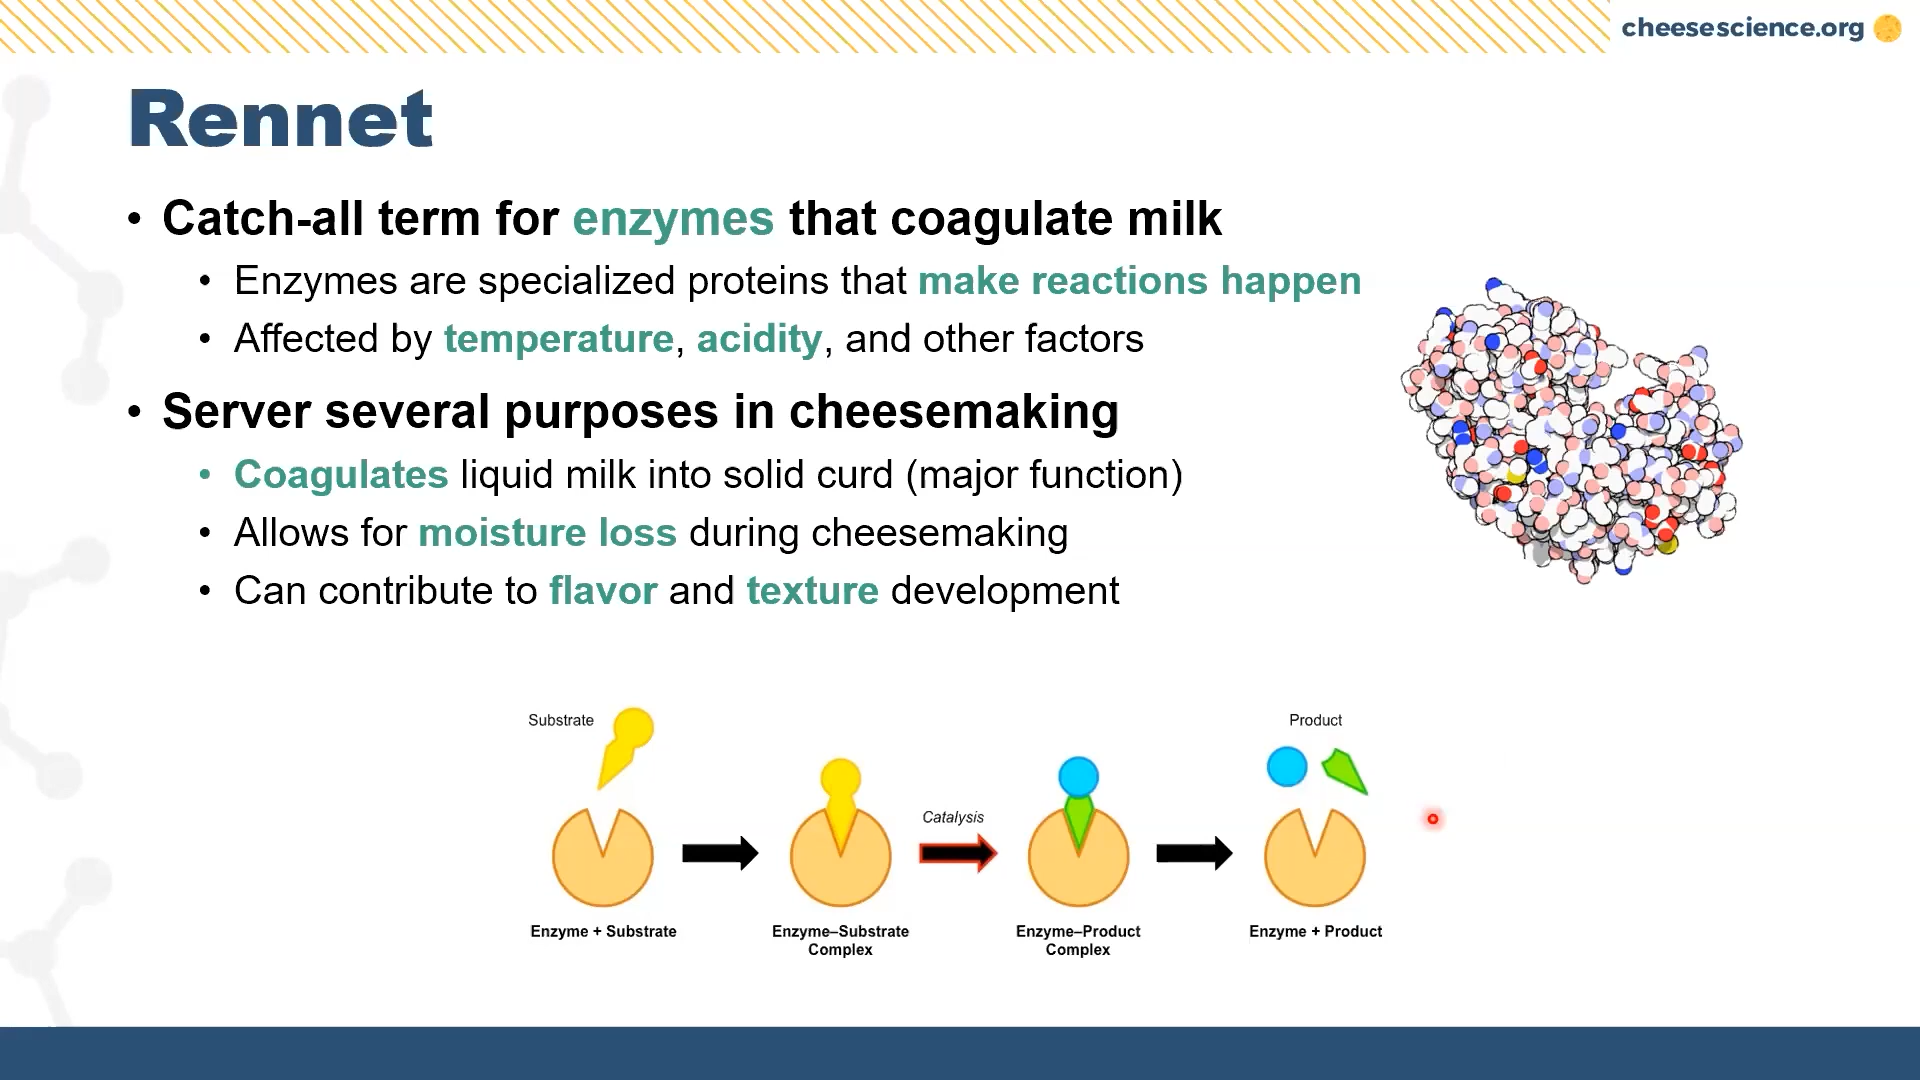 cheesescience.org
Rennet
• Catch-all term for enzymes that coagulate milk
• Enzymes are specialized proteins that make reactions happen
• Affected by temperature, acidity, and other factors
• Server several purposes in cheesemaking
• Coagulates liquid milk into solid curd (major function)
• Allows for moisture loss during cheesemaking
• Can contribute to flavor and texture development
Substrate
Product
Catalysis
Enzyme + Substrate
Enzyme–Substrate
Complex
Enzyme–Product
Complex
Enzyme + Product